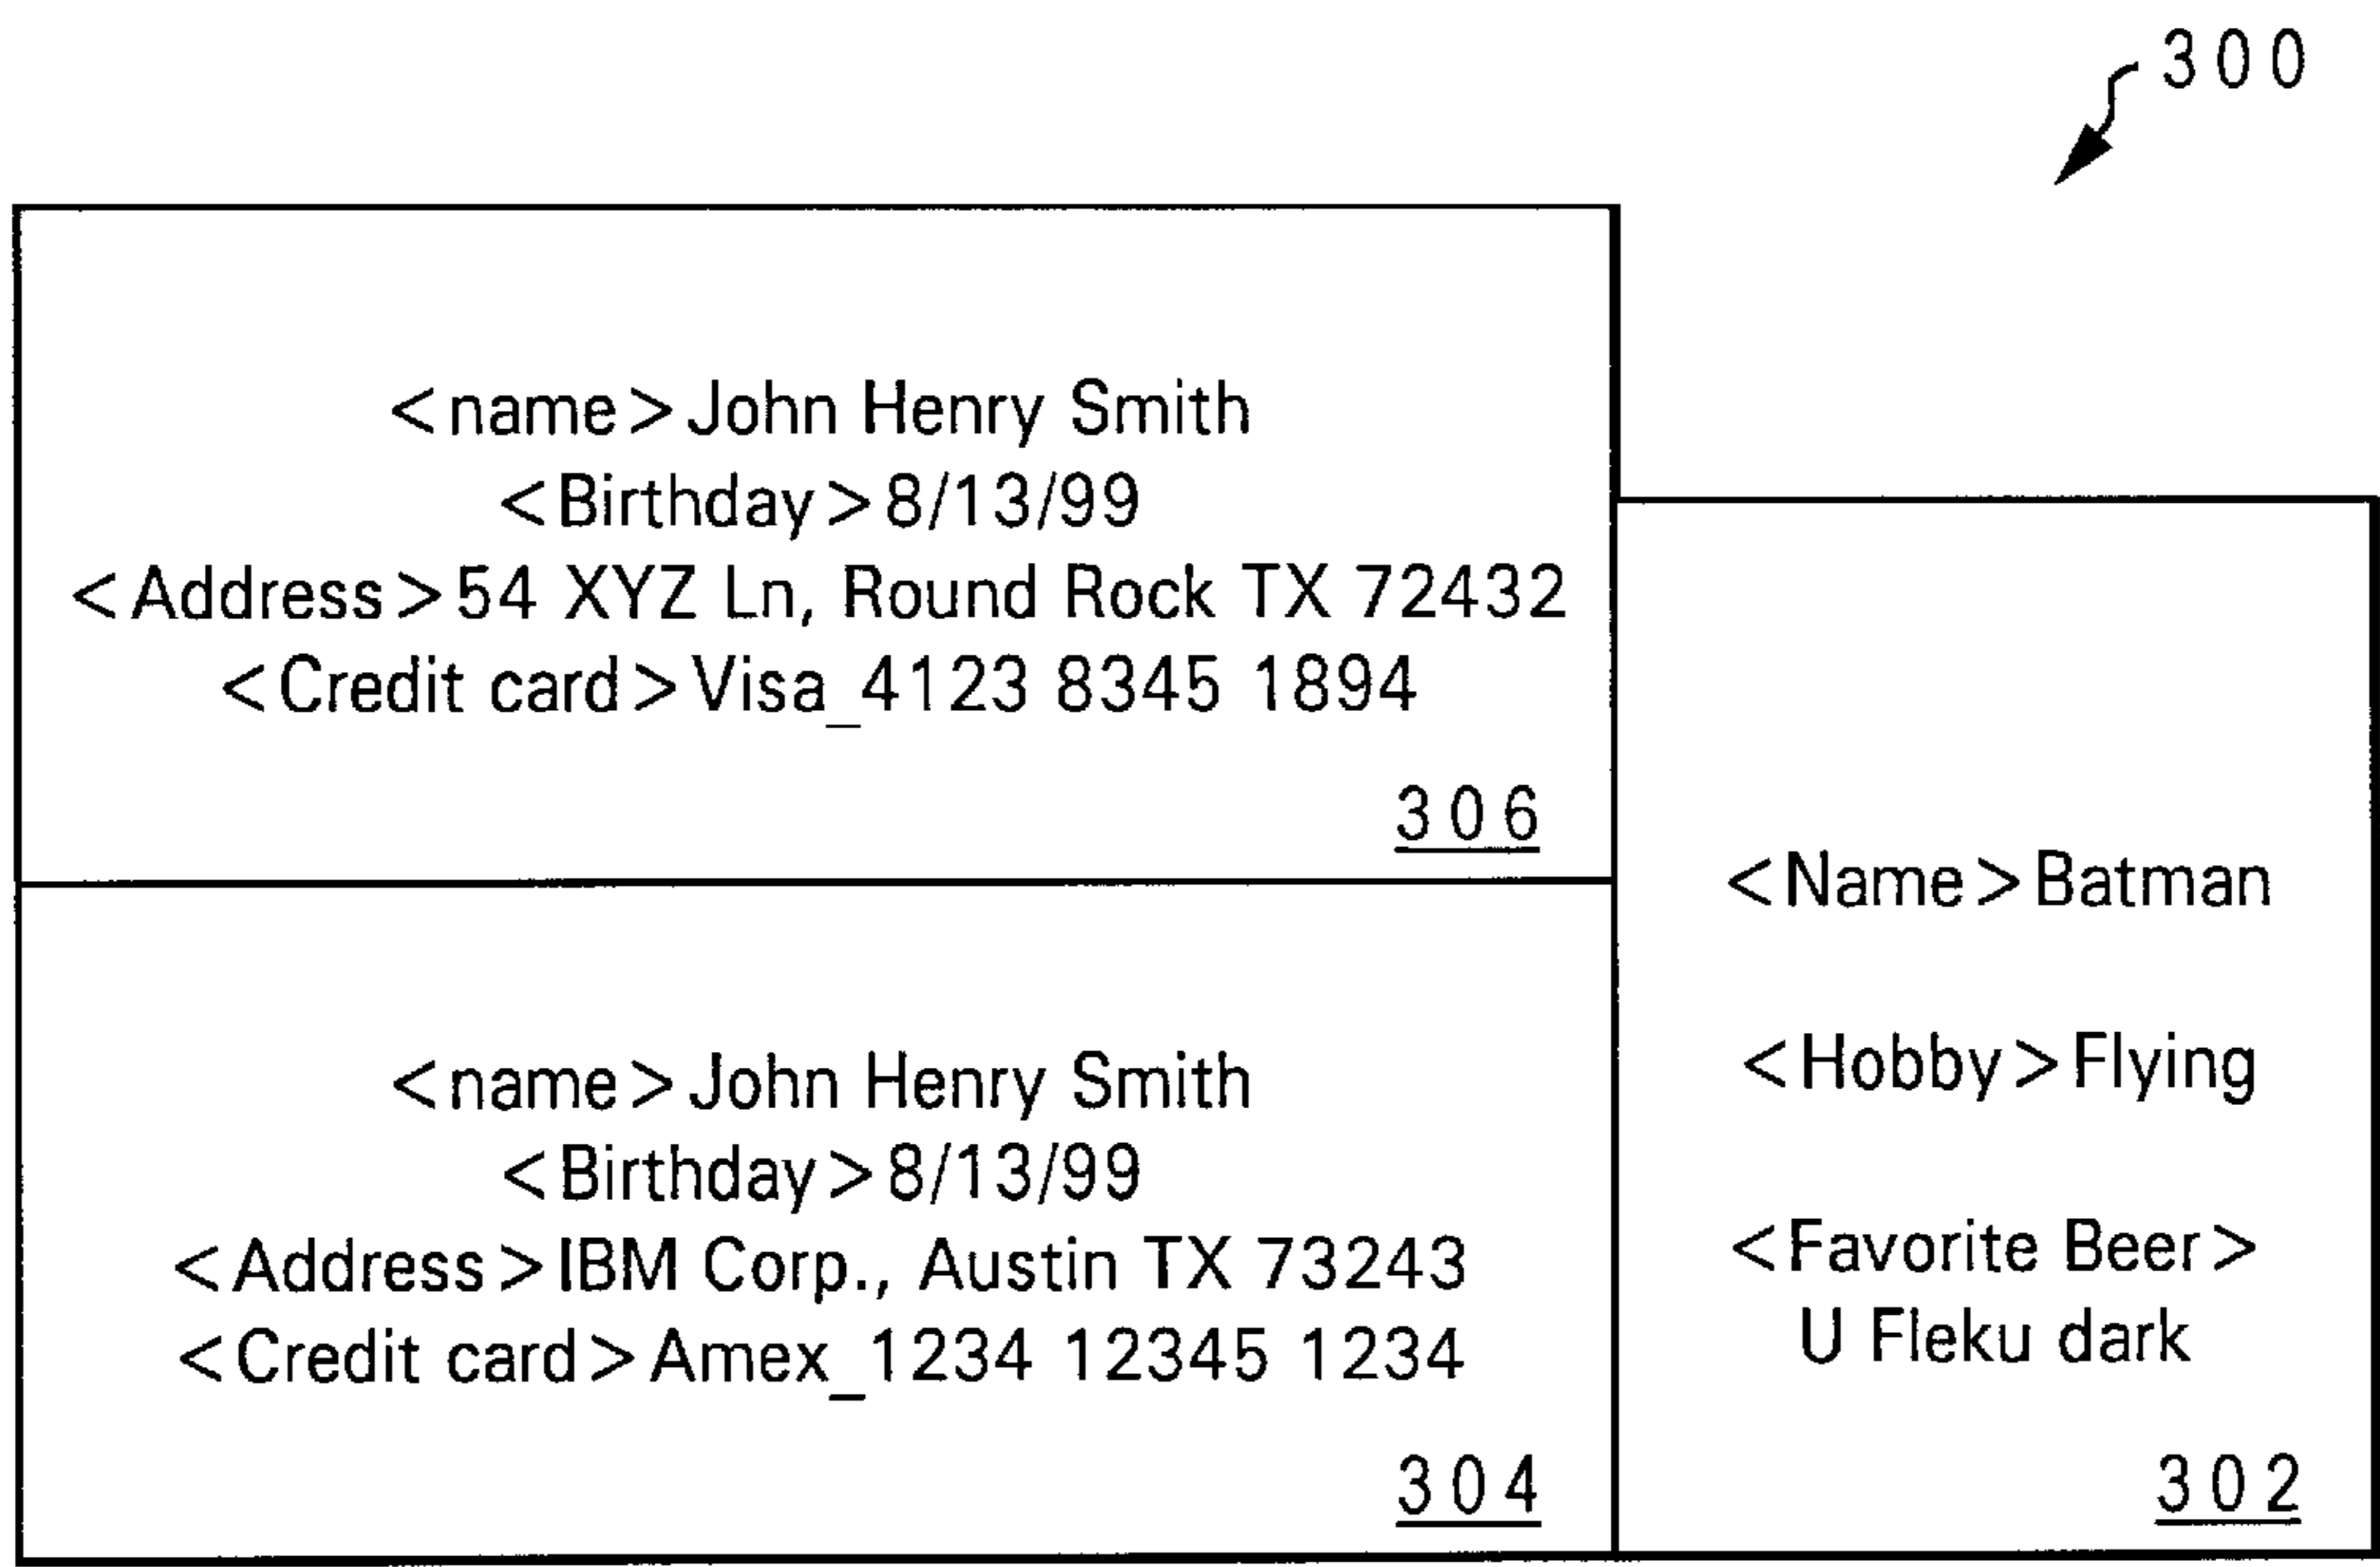 300
<name>John Henry Smith
<Birthday>8/13/99
<Address>54 XYZ Ln, Round Rock TX 72432
<Credit card>Visa_4123 8345 1894
306
<name>John Henry Smith
<Birthday>8/13/99
<Address>IBM Corp., Austin TX 73243
<Credit card>Amex_1234 12345 1234
304
<Name>Batman
<Hobby>Flying
<Favorite Beer>
U Fleku dark
302